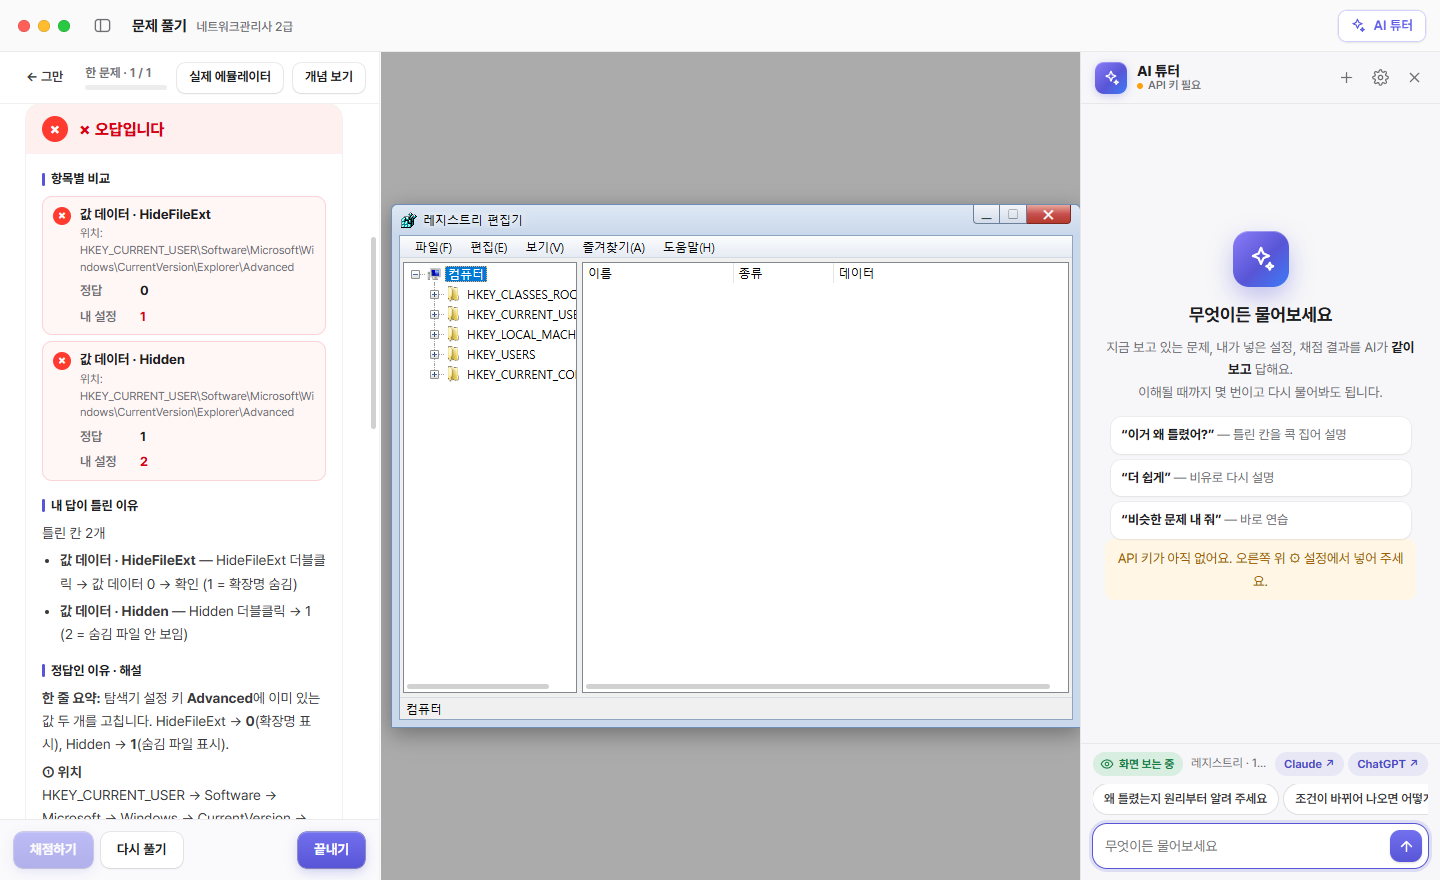 문제 풀기 네트워크관리사 2급
AI 튜터
← 그만
한 문제 · 1 / 1
실제 에뮬레이터
개념 보기
오답입니다
항목별 비교
값 데이터 · HideFileExt
위치:
HKEY_CURRENT_USER\Software\Microsoft\Wi
ndows\CurrentVersion\Explorer\Advanced
정답 0
내 설정 1
값 데이터 · Hidden
위치:
HKEY_CURRENT_USER\Software\Microsoft\Wi
ndows\CurrentVersion\Explorer\Advanced
정답 1
내 설정 2
내 답이 틀린 이유
틀린 칸 2개
• 값 데이터 · HideFileExt — HideFileExt 더블클
릭 → 값 데이터 0 → 확인 (1 = 확장명 숨김)
• 값 데이터 · Hidden — Hidden 더블클릭 → 1
(2 = 숨김 파일 안 보임)
정답인 이유 · 해설
한 줄 요약: 탐색기 설정 키 Advanced에 이미 있는
값 두 개를 고칩니다. HideFileExt → 0(확장명 표
시), Hidden → 1(숨김 파일 표시).
① 위치
HKEY_CURRENT_USER → Software →
Microsoft → Windows → CurrentVersion →
채점하기
다시 풀기
끝내기
레지스트리 편집기
파일(F) 편집(E) 보기(V) 즐겨찾기(A) 도움말(H)
컴퓨터
HKEY_CLASSES_ROC
HKEY_CURRENT_USE
HKEY_LOCAL_MACH
HKEY_USERS
HKEY_CURRENT_CO
이름 종류 데이터
컴퓨터
AI 튜터
API 키 필요
무엇이든 물어보세요
지금 보고 있는 문제, 내가 넣은 설정, 채점 결과를 AI가 같이
보고 답해요.
이해될 때까지 몇 번이고 다시 물어봐도 됩니다.
“이거 왜 틀렸어?” — 틀린 칸을 콕 집어 설명
“더 쉽게” — 비유로 다시 설명
“비슷한 문제 내 줘” — 바로 연습
API 키가 아직 없어요. 오른쪽 위 ⚙ 설정에서 넣어 주세
요.
화면 보는 중
레지스트리 · 1...
Claude ↗
ChatGPT ↗
왜 틀렸는지 원리부터 알려 주세요
조건이 바뀌어 나오면 어떻게
무엇이든 물어보세요